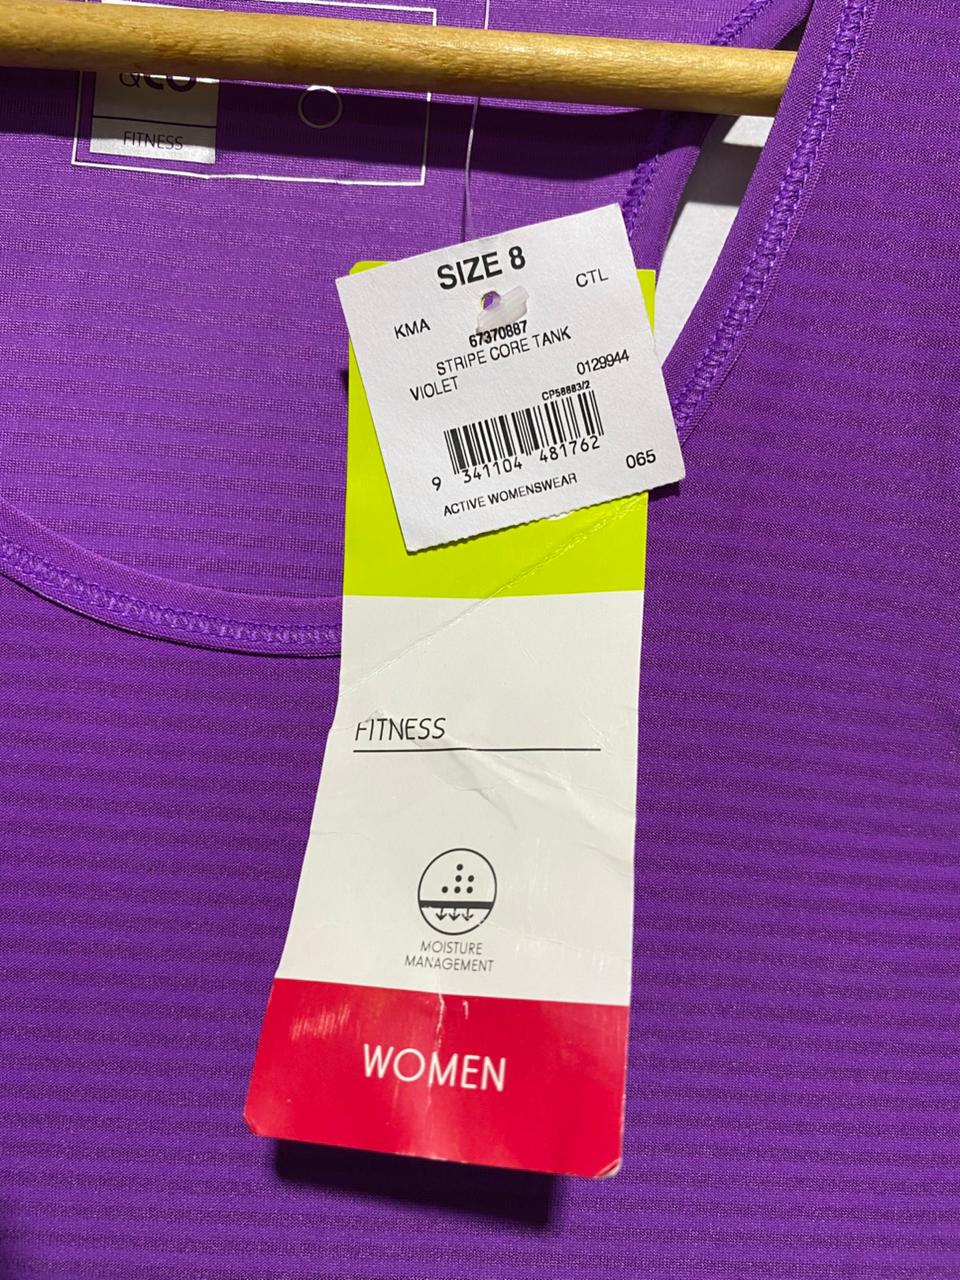 &CO
FITNESS
SIZE 8
KMA
CTL
67370887
STRIPE CORE TANK
VIOLET
0129944
CP58883/2
9 341104 481762
065
ACTIVE WOMENSWEAR
FITNESS
MOISTURE
MANAGEMENT
WOMEN